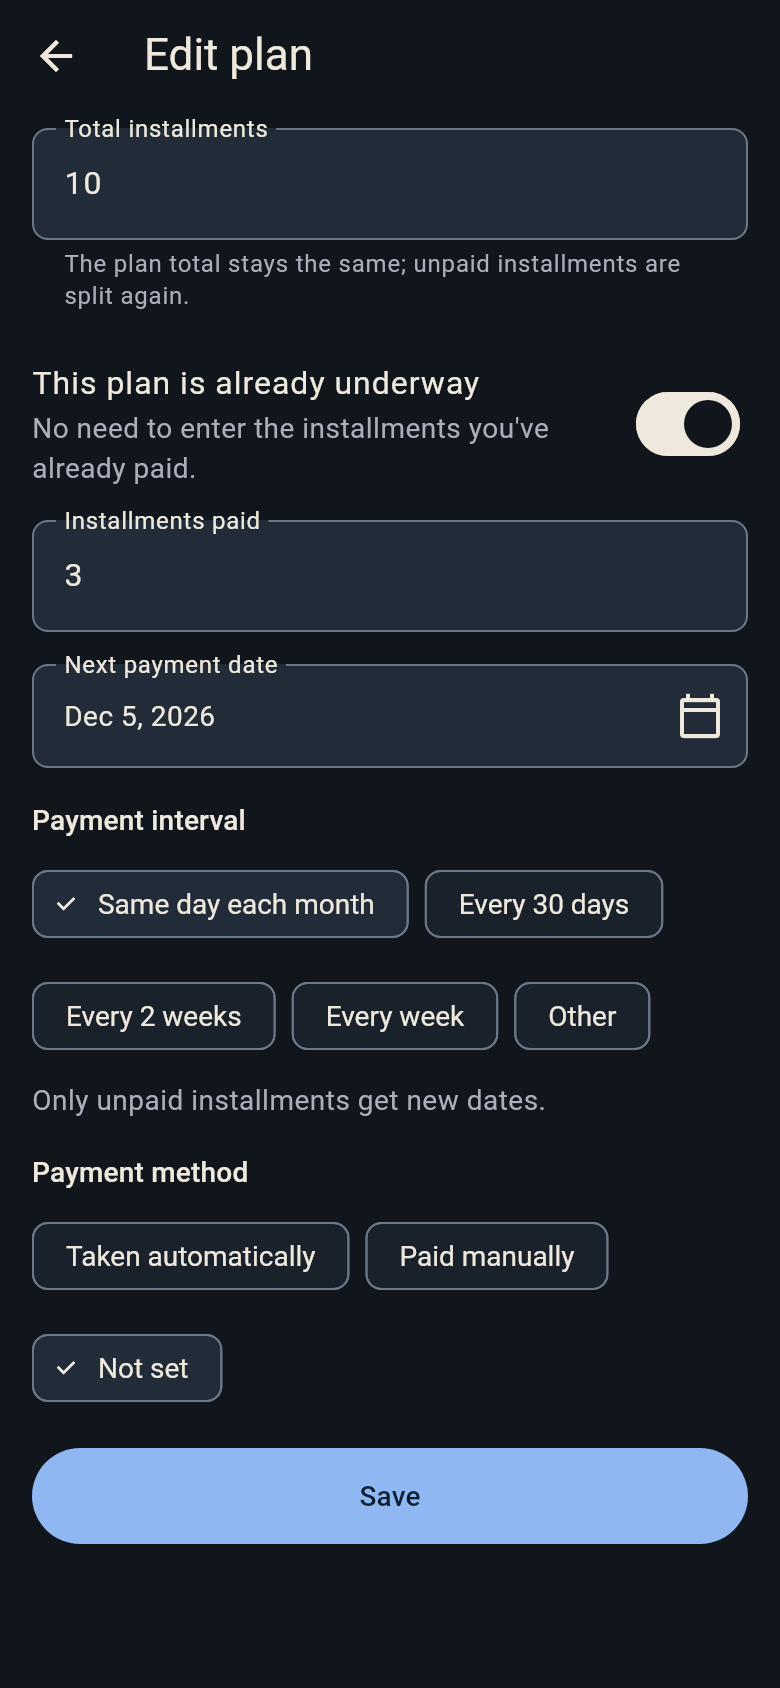 Edit plan
Total installments
10
The plan total stays the same; unpaid installments are
split again.
This plan is already underway
No need to enter the installments you've
already paid.
Installments paid
3
Next payment date
Dec 5, 2026
Payment interval
Same day each month
Every 30 days
Every 2 weeks
Every week
Other
Only unpaid installments get new dates.
Payment method
Taken automatically
Paid manually
Not set
Save